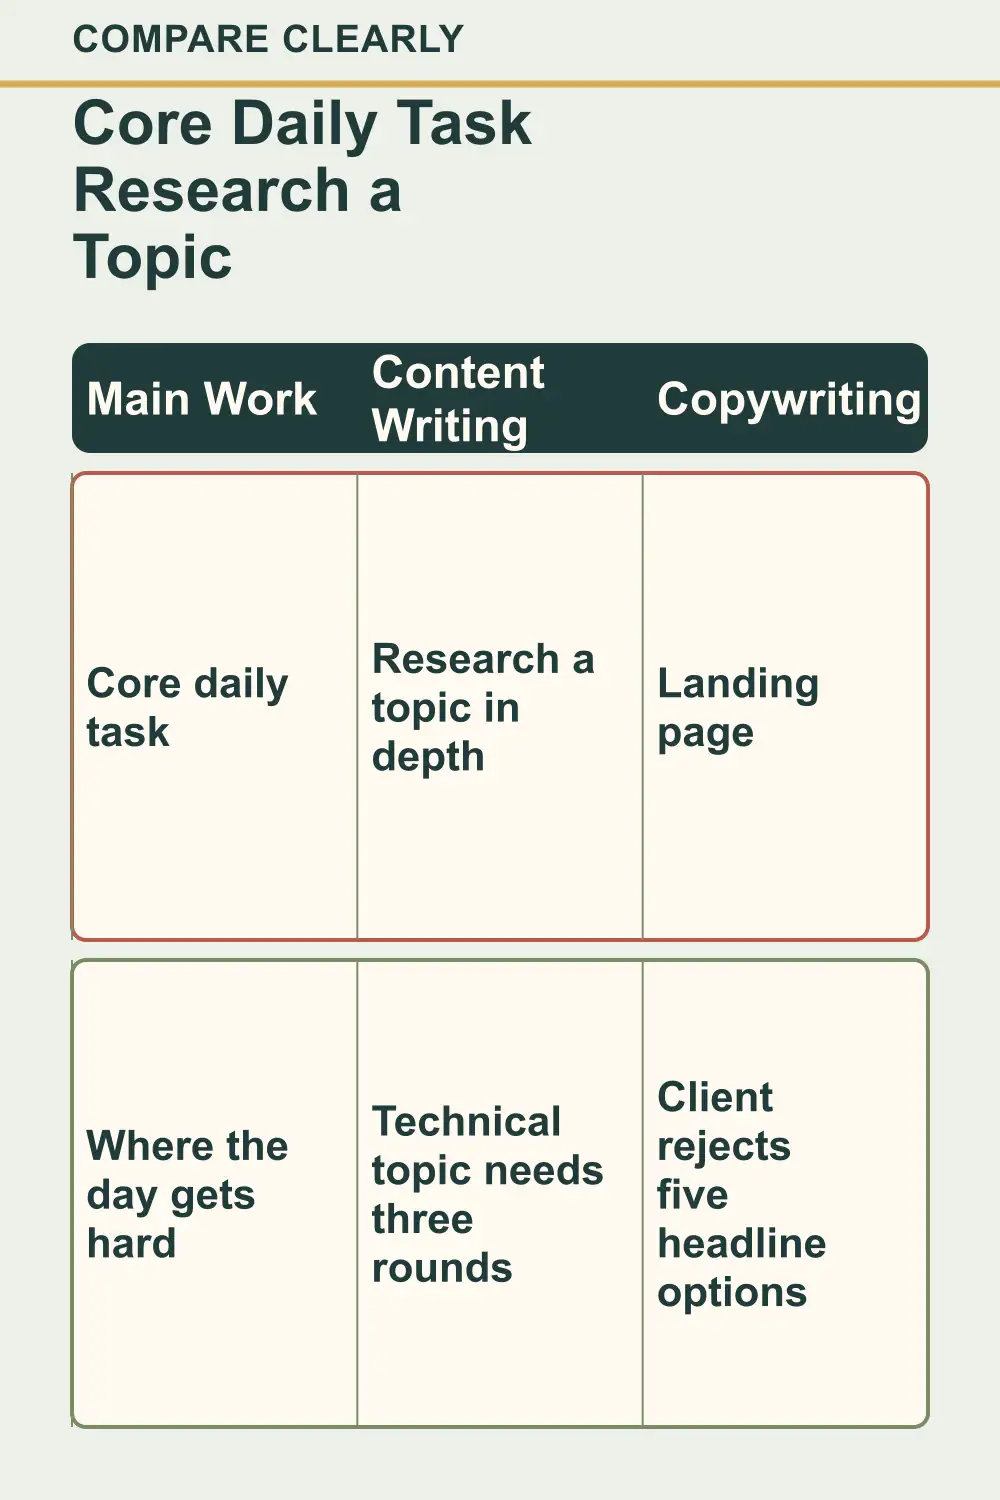 COMPARE CLEARLY
Core Daily Task
Research a
Topic
Main Work
Content
Writing
Copywriting
Core daily
task
Research a
topic in
depth
Landing
page
Where the
day gets
hard
Technical
topic needs
three
rounds
Client
rejects
five
headline
options